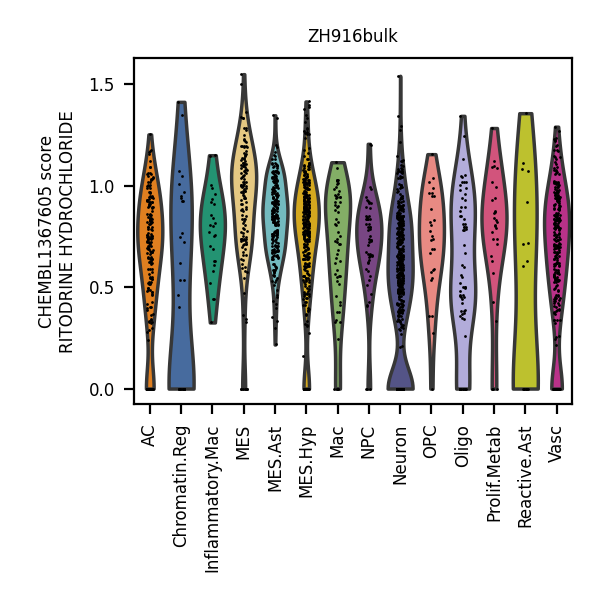 ZH916bulk
CHEMBL1367605 score
RITODRINE HYDROCHLORIDE
1.5
1.0
0.5
0.0
AC
Chromatin.Reg
Inflammatory.Mac
MES
MES.Ast
MES.Hyp
Mac
NPC
Neuron
OPC
Oligo
Prolif.Metab
Reactive.Ast
Vasc